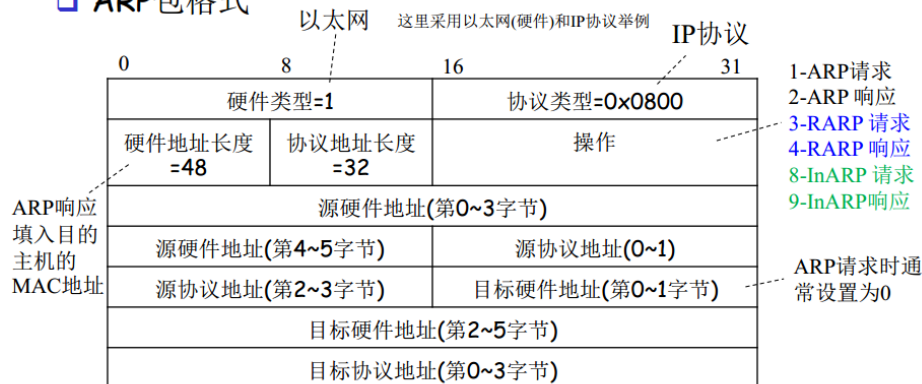 ARP包格式
以太网
这里采用以太网(硬件)和IP协议举例
IP协议
0 8 16 31
硬件类型=1
协议类型=0x0800
硬件地址长度
=48
协议地址长度
=32
操作
1-ARP请求
2-ARP 响应
3-RARP 请求
4-RARP 响应
8-InARP 请求
9-InARP响应
ARP响应
填入目的
主机的
MAC地址
源硬件地址(第0~3字节)
源硬件地址(第4~5字节)
源协议地址(0~1)
源协议地址(第2~3字节)
目标硬件地址(第0~1字节)
ARP请求时通
常设置为0
目标硬件地址(第2~5字节)
目标协议地址(第0~3字节)